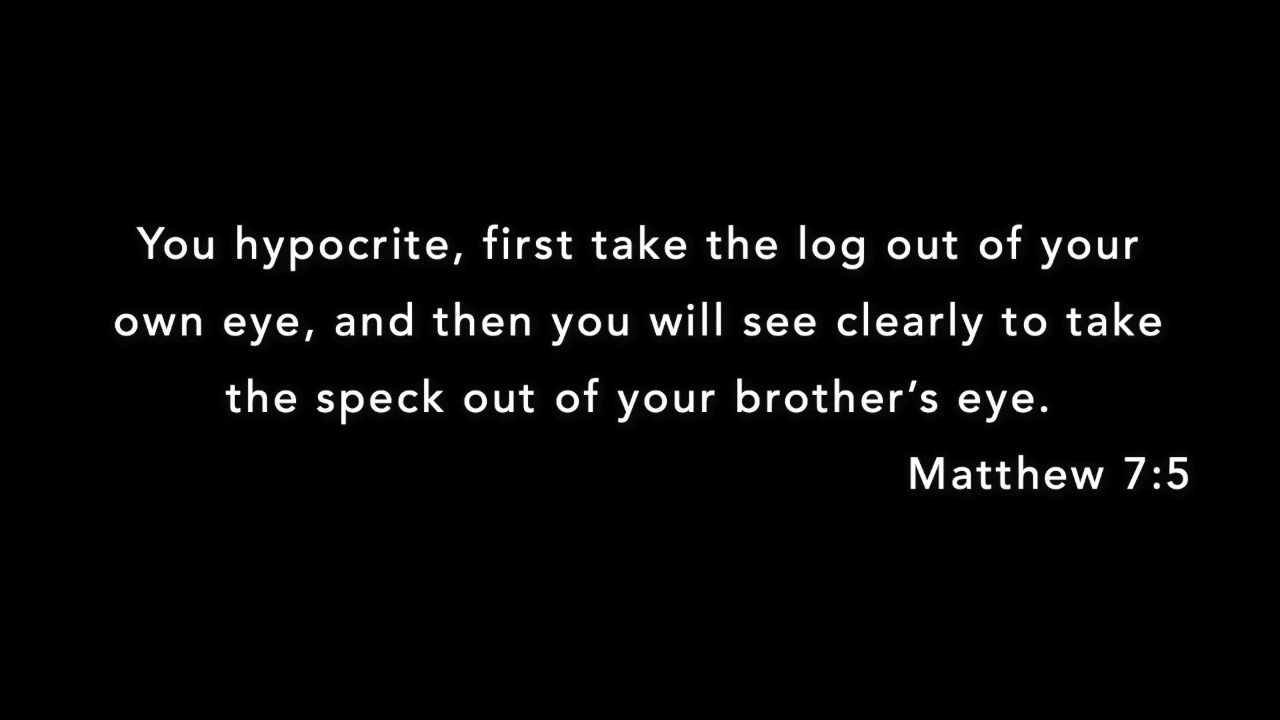 You hypocrite, first take the log out of your
own eye, and then you will see clearly to take
the speck out of your brother’s eye.
Matthew 7:5